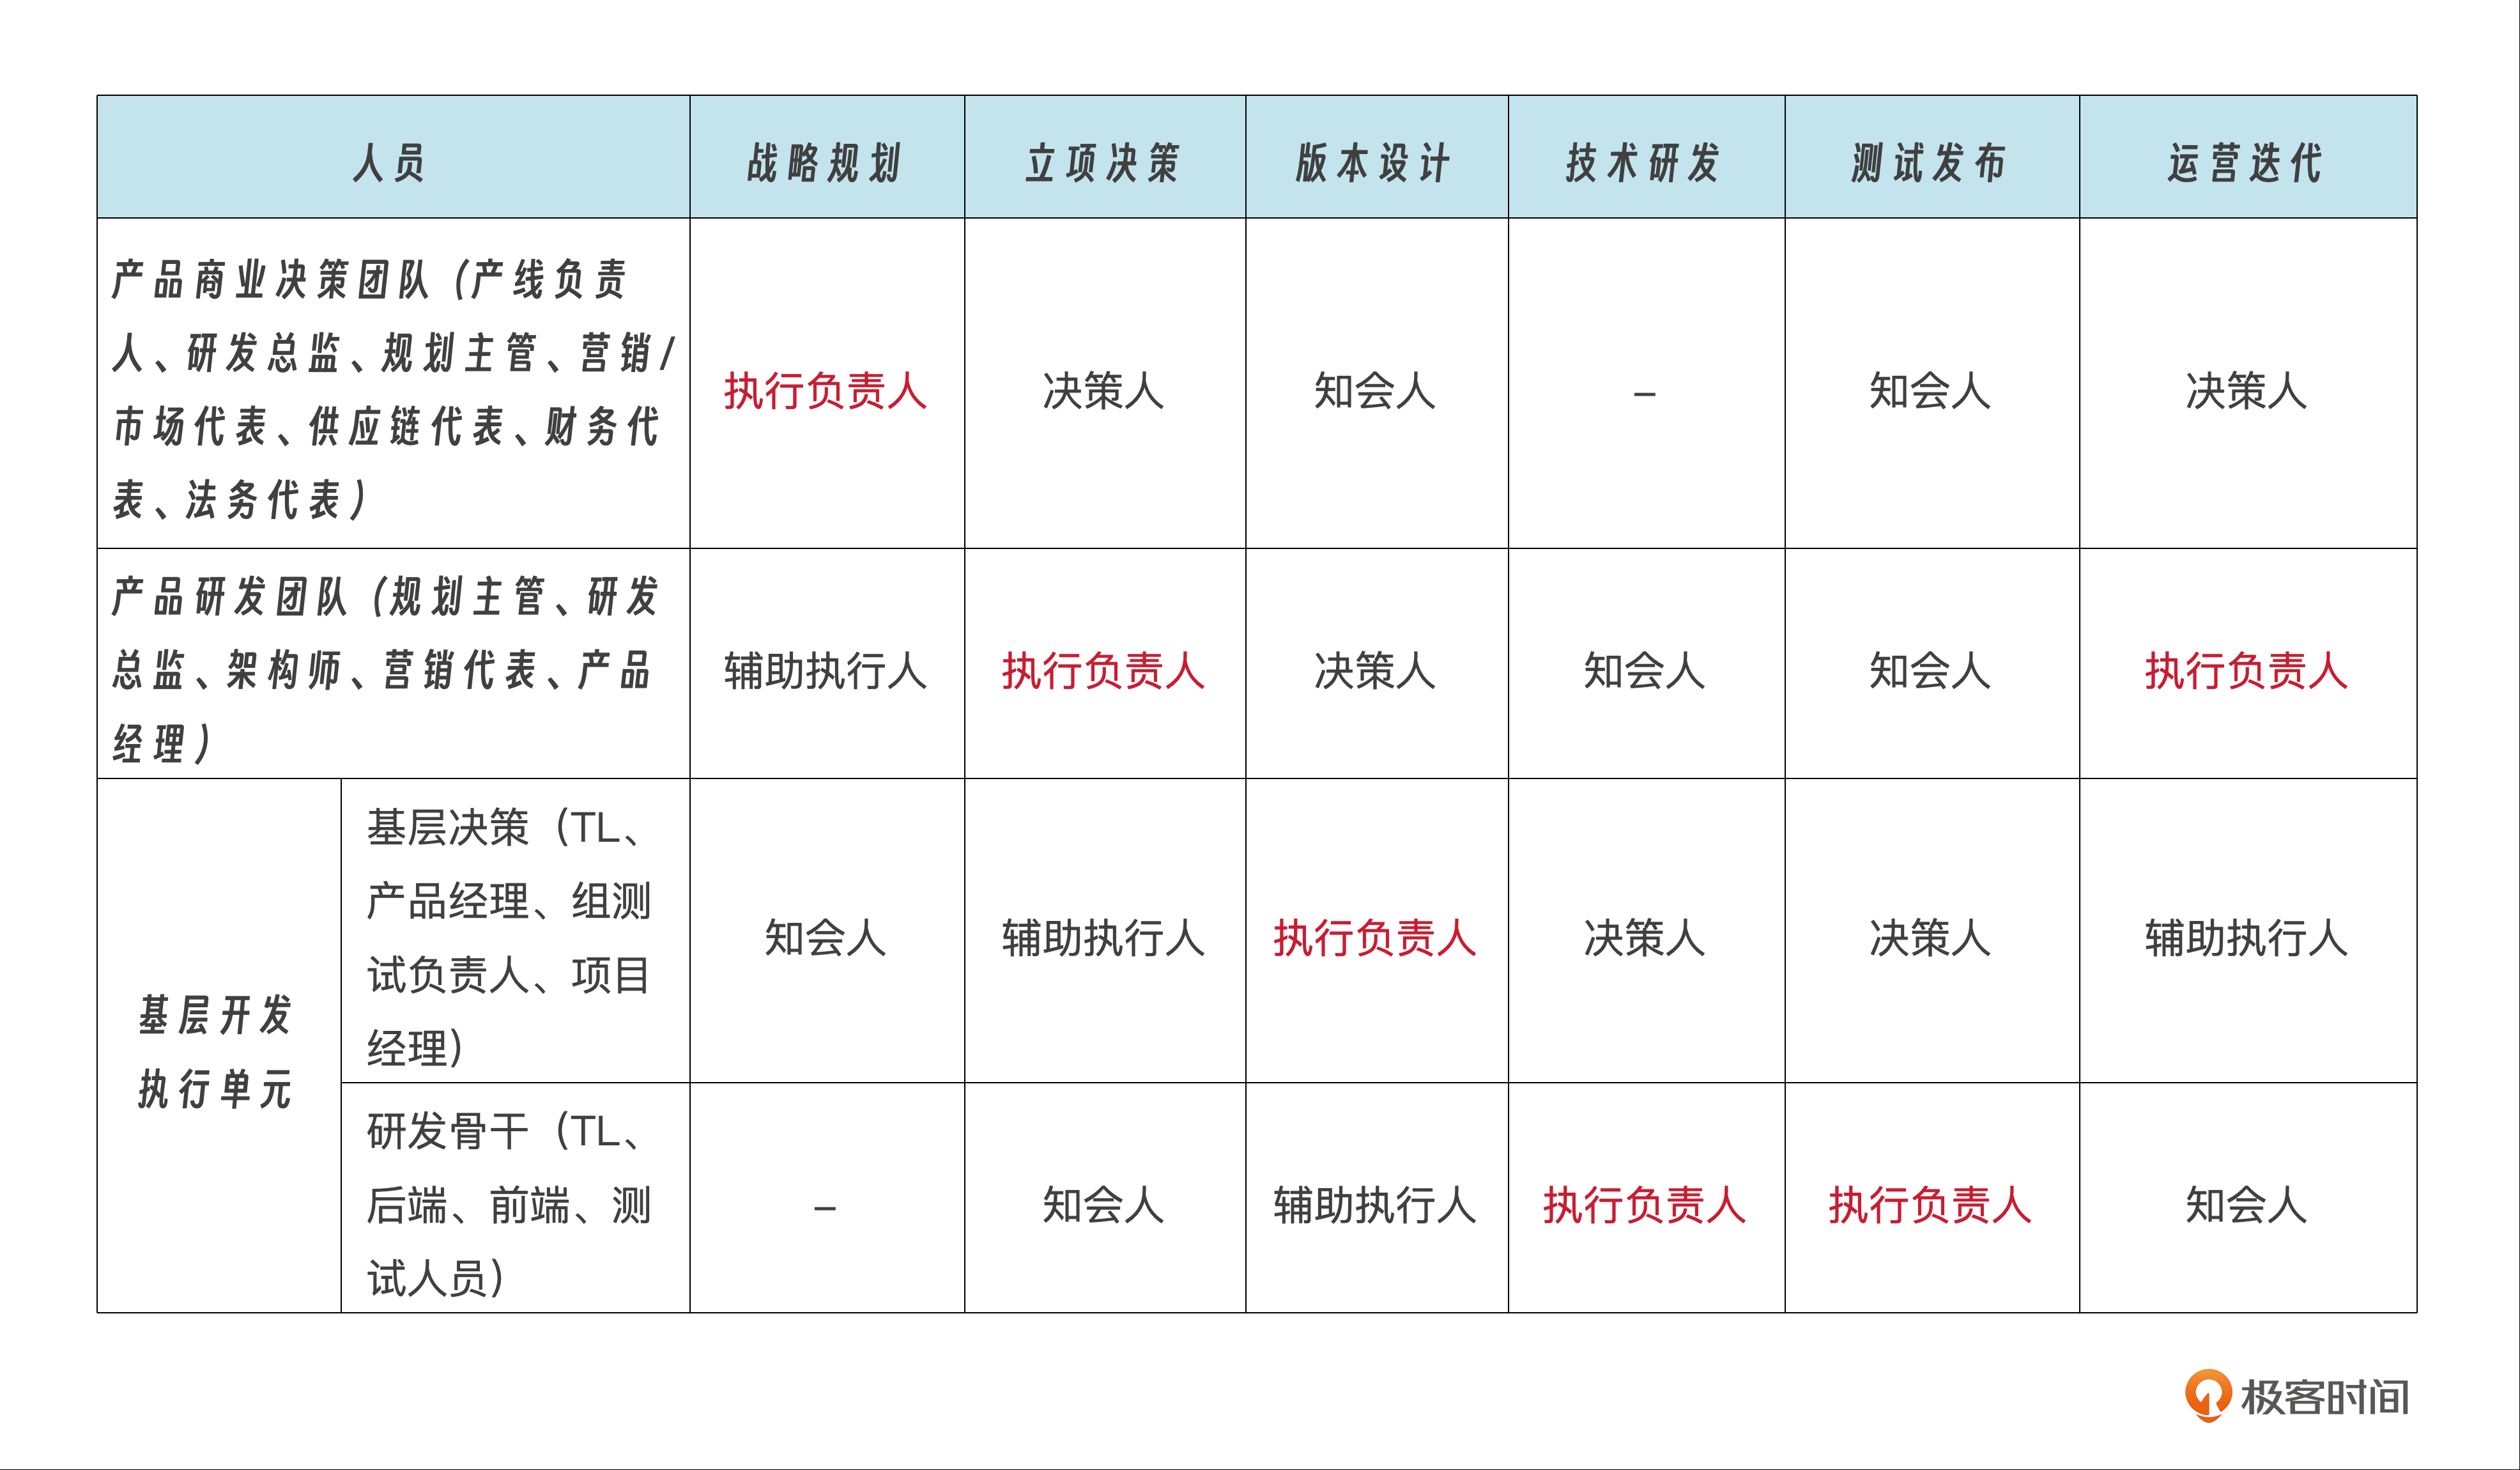 人员 战略规划 立项决策 版本设计 技术研发 测试发布 运营迭代
产品商业决策团队（产线负责
人、研发总监、规划主管、营销/
市场代表、供应链代表、财务代
表、法务代表）
执行负责人 决策人 知会人 – 知会人 决策人
产品研发团队（规划主管、研发
总监、架构师、营销代表、产品
经理）
辅助执行人 执行负责人 决策人 知会人 知会人 执行负责人
基层开发
执行单元
基层决策（TL、
产品经理、组测
试负责人、项目
经理）
知会人 辅助执行人 执行负责人 决策人 决策人 辅助执行人
研发骨干（TL、
后端、前端、测
试人员）
– 知会人 辅助执行人 执行负责人 执行负责人 知会人
极客时间